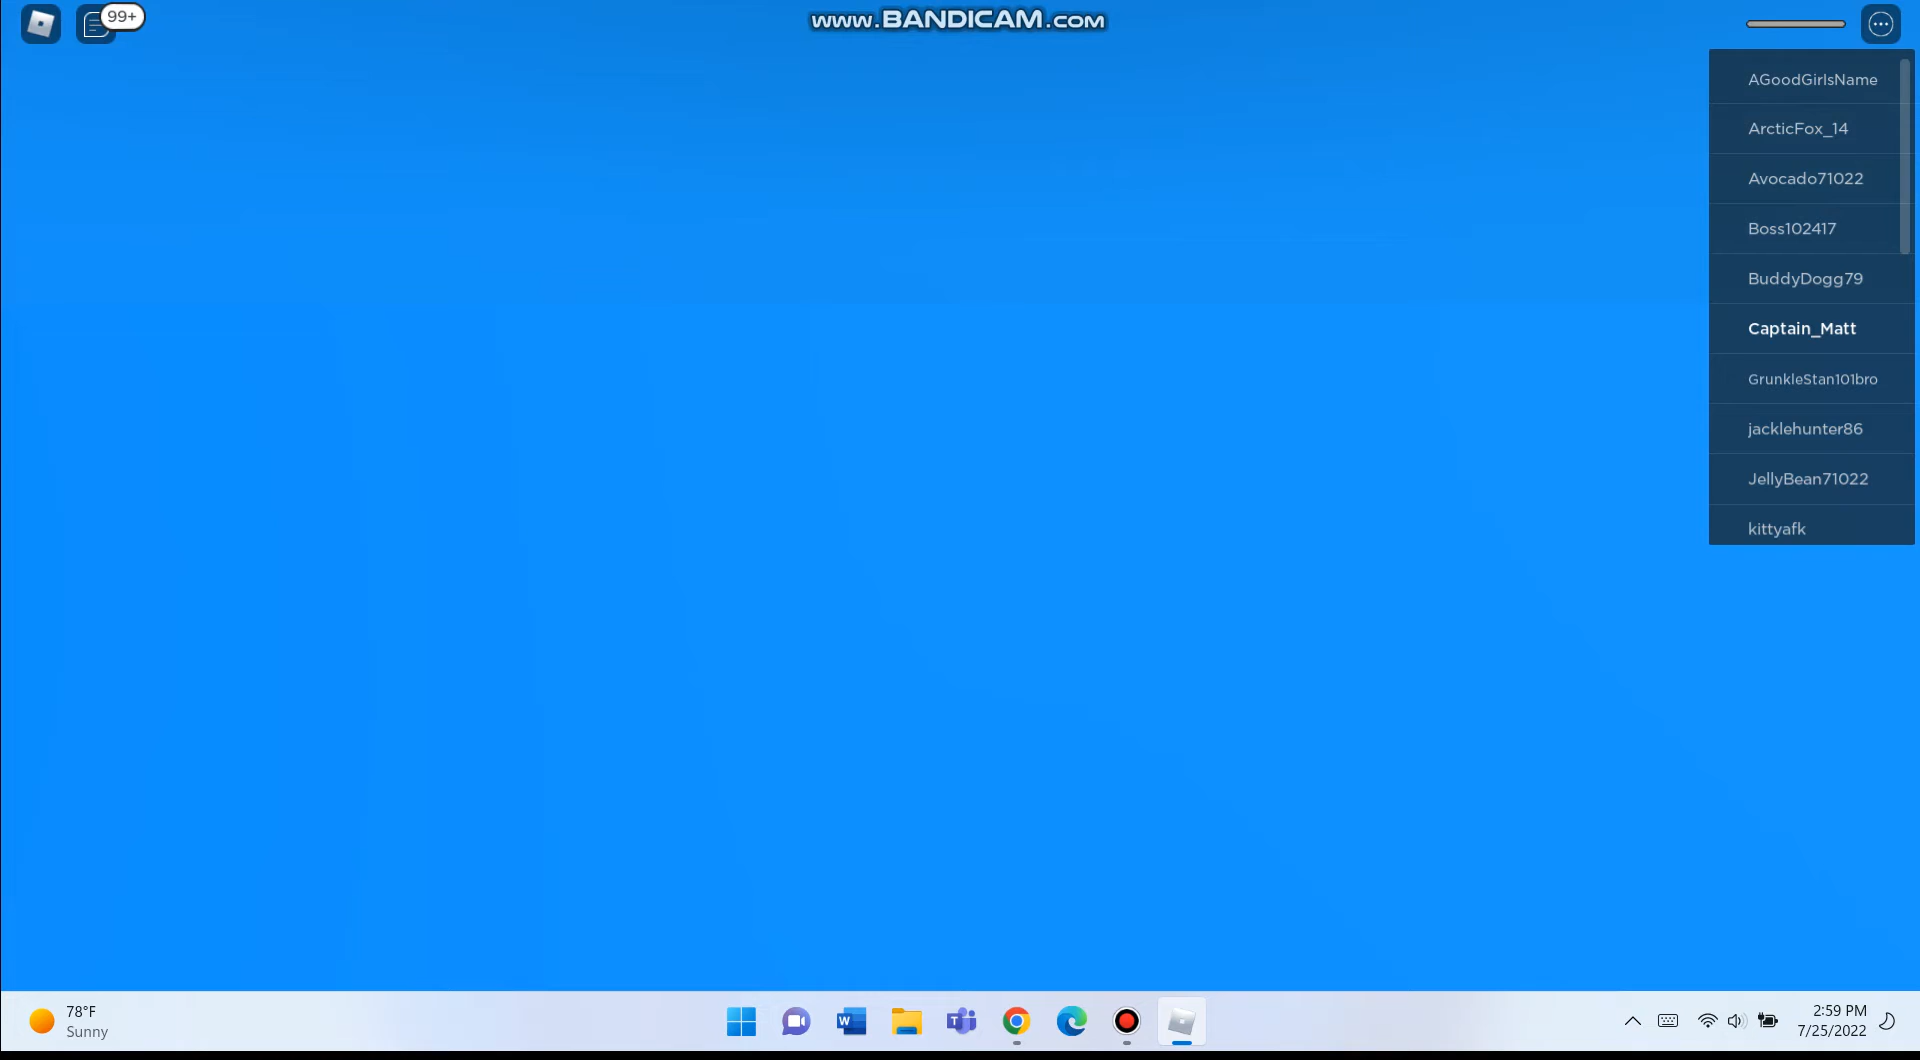 99+
www.BANDICAM.com
AGoodGirlsName
ArcticFox_14
Avocado71022
Boss102417
BuddyDogg79
Captain_Matt
GrunkleStan101bro
jacklehunter86
JellyBean71022
kittyafk
78°F
Sunny
W
T
2:59 PM
7/25/2022